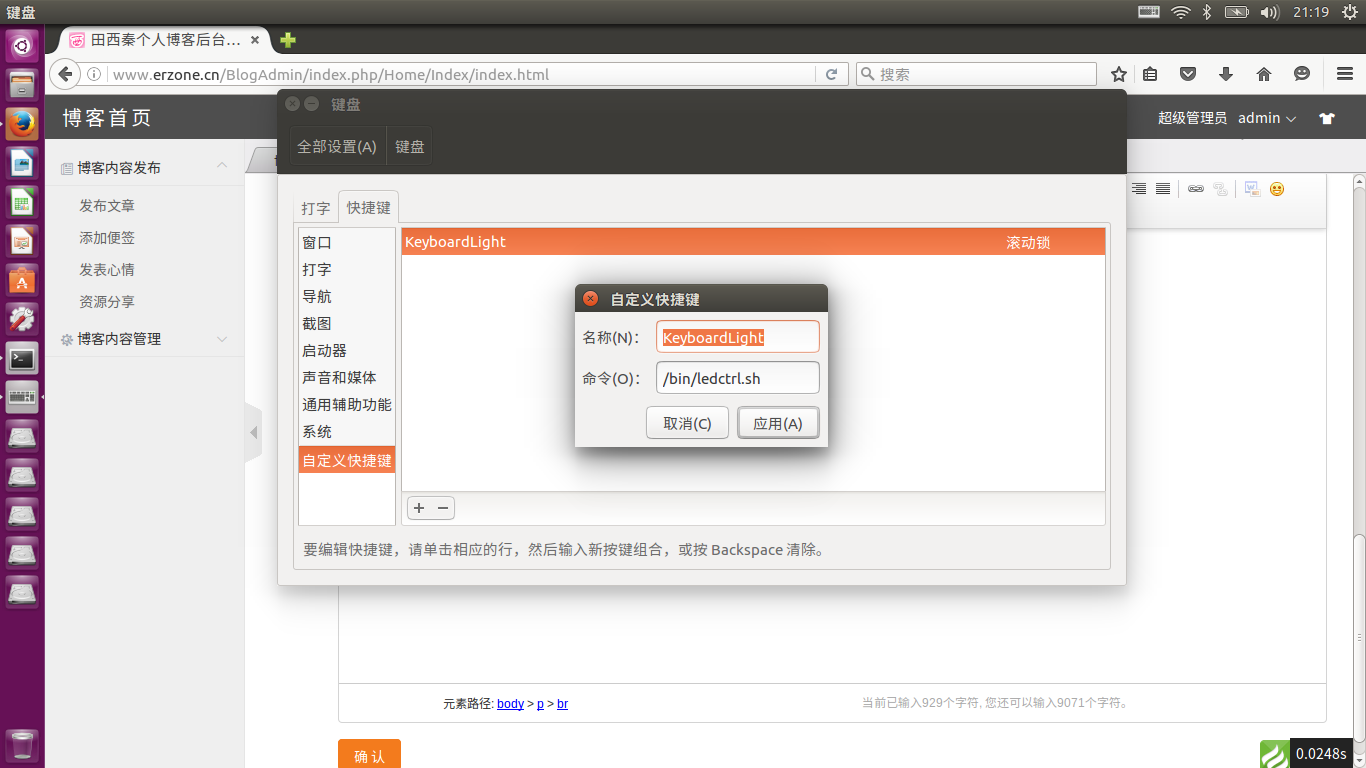 键盘
21:19
田西秦个人博客后台...
www.erzone.cn/BlogAdmin/index.php/Home/Index/index.html
搜索
博客首页
超级管理员 admin
键盘
全部设置(A) 键盘
博客内容发布
发布文章
添加便签
发表心情
资源分享
博客内容管理
打字 快捷键
窗口
打字
导航
截图
启动器
声音和媒体
通用辅助功能
系统
自定义快捷键
KeyboardLight 滚动锁
自定义快捷键
名称(N)： KeyboardLight
命令(O)： /bin/ledctrl.sh
取消(C) 应用(A)
要编辑快捷键，请单击相应的行，然后输入新按键组合，或按 Backspace 清除。
元素路径: body > p > br
当前已输入929个字符, 您还可以输入9071个字符。
确 认
0.0248s